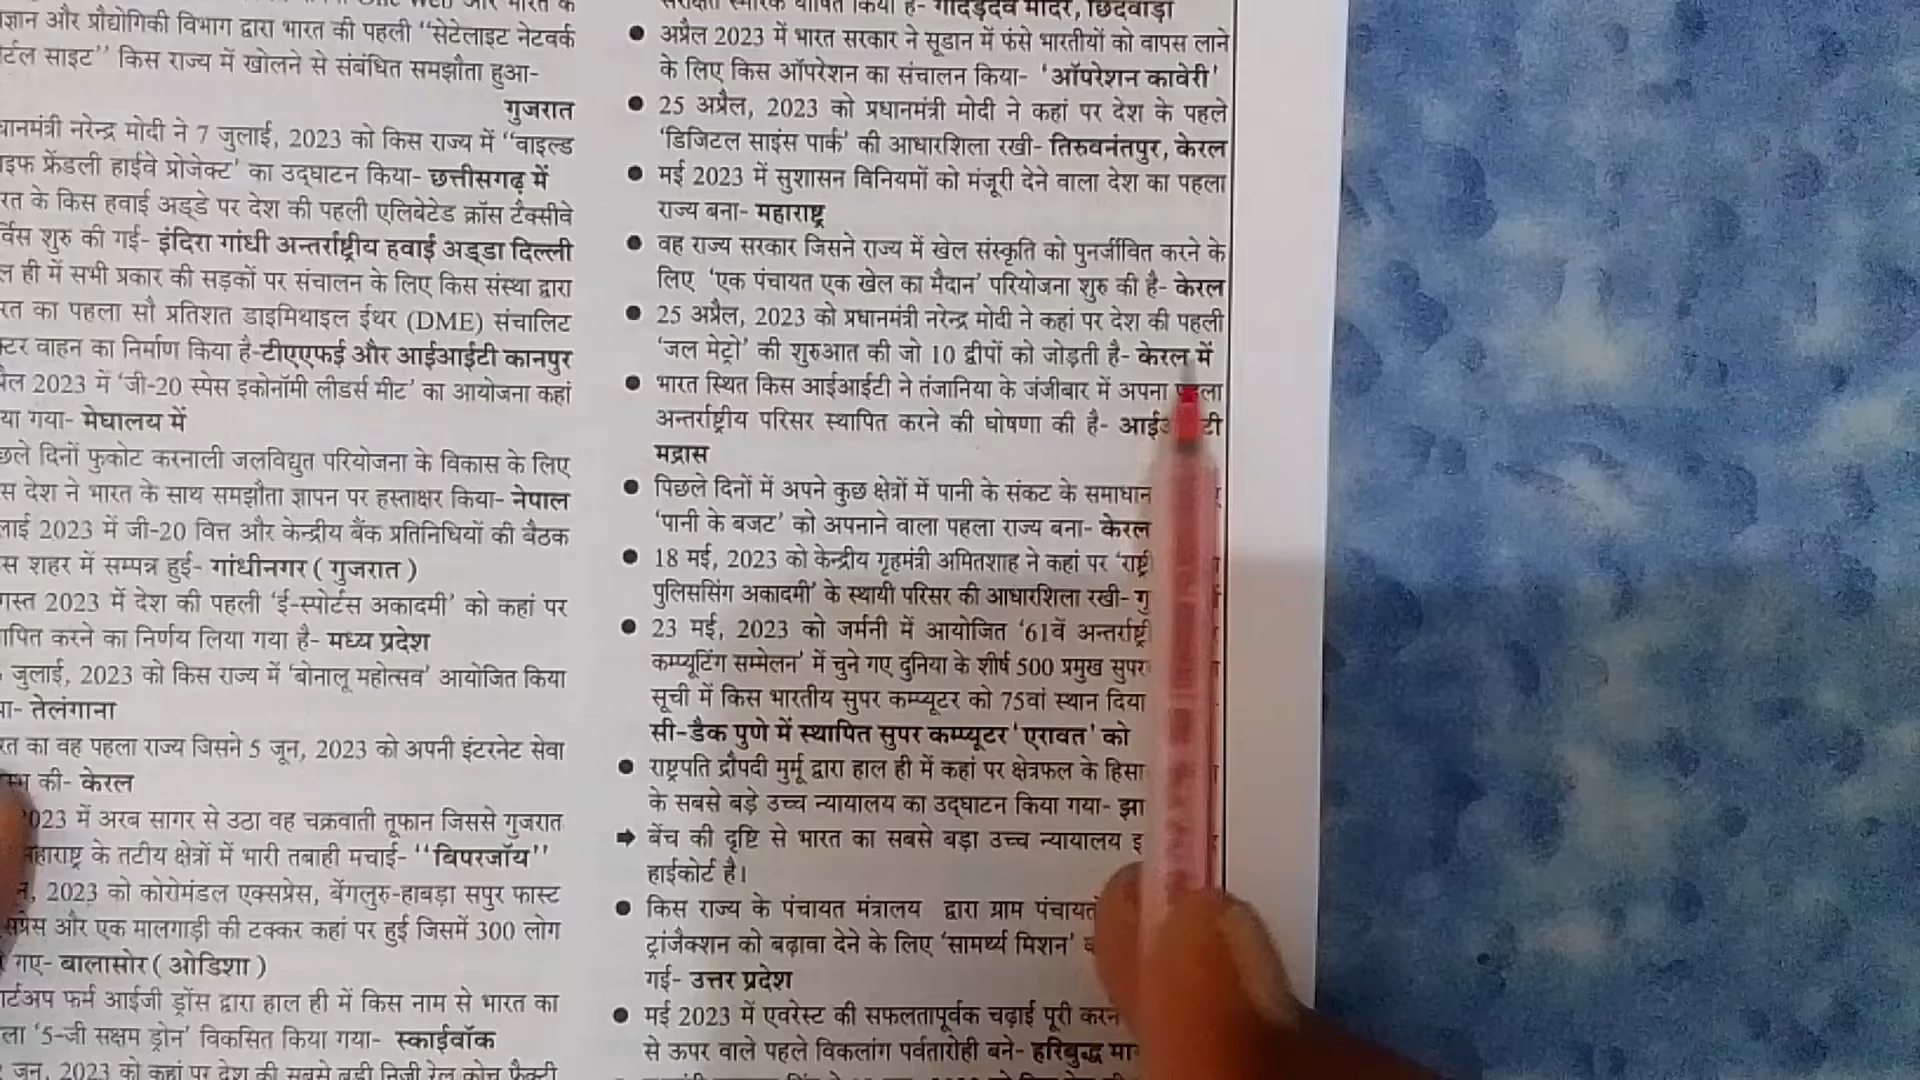 ज्ञान और प्रौद्योगिकी विभाग द्वारा भारत की पहली “सेटेलाइट नेटवर्क
र्टल साइट” किस राज्य में खोलने से संबंधित समझौता हुआ-
गुजरात
धानमंत्री नरेन्द्र मोदी ने 7 जुलाई, 2023 को किस राज्य में “वाइल्ड
इफ फ्रेंडली हाईवे प्रोजेक्ट’ का उद्घाटन किया- छत्तीसगढ़ में
रत के किस हवाई अड्डे पर देश की पहली एलिबेटेड क्रॉस टैक्सीवे
र्विस शुरु की गई- इंदिरा गांधी अन्तर्राष्ट्रीय हवाई अड्डा दिल्ली
ल ही में सभी प्रकार की सड़कों पर संचालन के लिए किस संस्था द्वारा
रत का पहला सौ प्रतिशत डाइमिथाइल ईथर (DME) संचालित
क्टर वाहन का निर्माण किया है-टीएएफई और आईआईटी कानपुर
ैल 2023 में ‘जी-20 स्पेस इकोनॉमी लीडर्स मीट’ का आयोजना कहां
या गया- मेघालय में
छले दिनों फुकोट करनाली जलविद्युत परियोजना के विकास के लिए
स देश ने भारत के साथ समझौता ज्ञापन पर हस्ताक्षर किया- नेपाल
लाई 2023 में जी-20 वित्त और केन्द्रीय बैंक प्रतिनिधियों की बैठक
स शहर में सम्पन्न हुई- गांधीनगर ( गुजरात )
गस्त 2023 में देश की पहली ‘ई-स्पोर्टस अकादमी’ को कहां पर
ापित करने का निर्णय लिया गया है- मध्य प्रदेश
जुलाई, 2023 को किस राज्य में ‘बोनालू महोत्सव’ आयोजित किया
ा- तेलंगाना
रत का वह पहला राज्य जिसने 5 जून, 2023 को अपनी इंटरनेट सेवा
की- केरल
2023 में अरब सागर से उठा वह चक्रवाती तूफान जिससे गुजरात
महाराष्ट्र के तटीय क्षेत्रों में भारी तबाही मचाई- “बिपरजॉय”
, 2023 को कोरोमंडल एक्सप्रेस, बेंगलुरु-हाबड़ा सपुर फास्ट
प्रेस और एक मालगाड़ी की टक्कर कहां पर हुई जिसमें 300 लोग
गए- बालासोर ( ओडिशा )
ार्टअप फर्म आईजी ड्रोंस द्वारा हाल ही में किस नाम से भारत का
ला ‘5-जी सक्षम ड्रोन’ विकसित किया गया- स्काईवॉक
जून, 2023 को कहां पर देश की सबसे बड़ी निजी रेल कोच फैक्ट्री
मंदिर, छिंदवाड़ा
● अप्रैल 2023 में भारत सरकार ने सूडान में फंसे भारतीयों को वापस लाने
के लिए किस ऑपरेशन का संचालन किया- ‘ऑपरेशन कावेरी’
● 25 अप्रैल, 2023 को प्रधानमंत्री मोदी ने कहां पर देश के पहले
‘डिजिटल साइंस पार्क’ की आधारशिला रखी- तिरुवनंतपुर, केरल
● मई 2023 में सुशासन विनियमों को मंजूरी देने वाला देश का पहला
राज्य बना- महाराष्ट्र
● वह राज्य सरकार जिसने राज्य में खेल संस्कृति को पुनर्जीवित करने के
लिए ‘एक पंचायत एक खेल का मैदान’ परियोजना शुरु की है- केरल
● 25 अप्रैल, 2023 को प्रधानमंत्री नरेन्द्र मोदी ने कहां पर देश की पहली
‘जल मेट्रो’ की शुरुआत की जो 10 द्वीपों को जोड़ती है- केरल में
● भारत स्थित किस आईआईटी ने तंजानिया के जंजीबार में अपना पहला
अन्तर्राष्ट्रीय परिसर स्थापित करने की घोषणा की है-
मद्रास
● पिछले दिनों में अपने कुछ क्षेत्रों में पानी के संकट के समाधान
‘पानी के बजट’ को अपनाने वाला पहला राज्य बना- केरल
● 18 मई, 2023 को केन्द्रीय गृहमंत्री अमितशाह ने कहां पर ‘राष्ट्री
पुलिससिंग अकादमी’ के स्थायी परिसर की आधारशिला रखी- गु
● 23 मई, 2023 को जर्मनी में आयोजित ‘61वें अन्तर्राष्ट्री
कम्प्यूटिंग सम्मेलन’ में चुने गए दुनिया के शीर्ष 500 प्रमुख सुपर
सूची में किस भारतीय सुपर कम्प्यूटर को 75वां स्थान दिया
सी-डैक पुणे में स्थापित सुपर कम्प्यूटर ‘एरावत’ को
● राष्ट्रपति द्रौपदी मुर्मू द्वारा हाल ही में कहां पर क्षेत्रफल के हिसा
के सबसे बड़े उच्च न्यायालय का उद्घाटन किया गया- झा
➡ बेंच की दृष्टि से भारत का सबसे बड़ा उच्च न्यायालय इ
हाईकोर्ट है।
● किस राज्य के पंचायत मंत्रालय द्वारा ग्राम पंचायतों
ट्रांजैक्शन को बढ़ावा देने के लिए ‘सामर्थ्य मिशन’
गई- उत्तर प्रदेश
● मई 2023 में एवरेस्ट की सफलतापूर्वक चढ़ाई पूरी करन
से ऊपर वाले पहले विकलांग पर्वतारोही बने- हरिबुद्ध मा